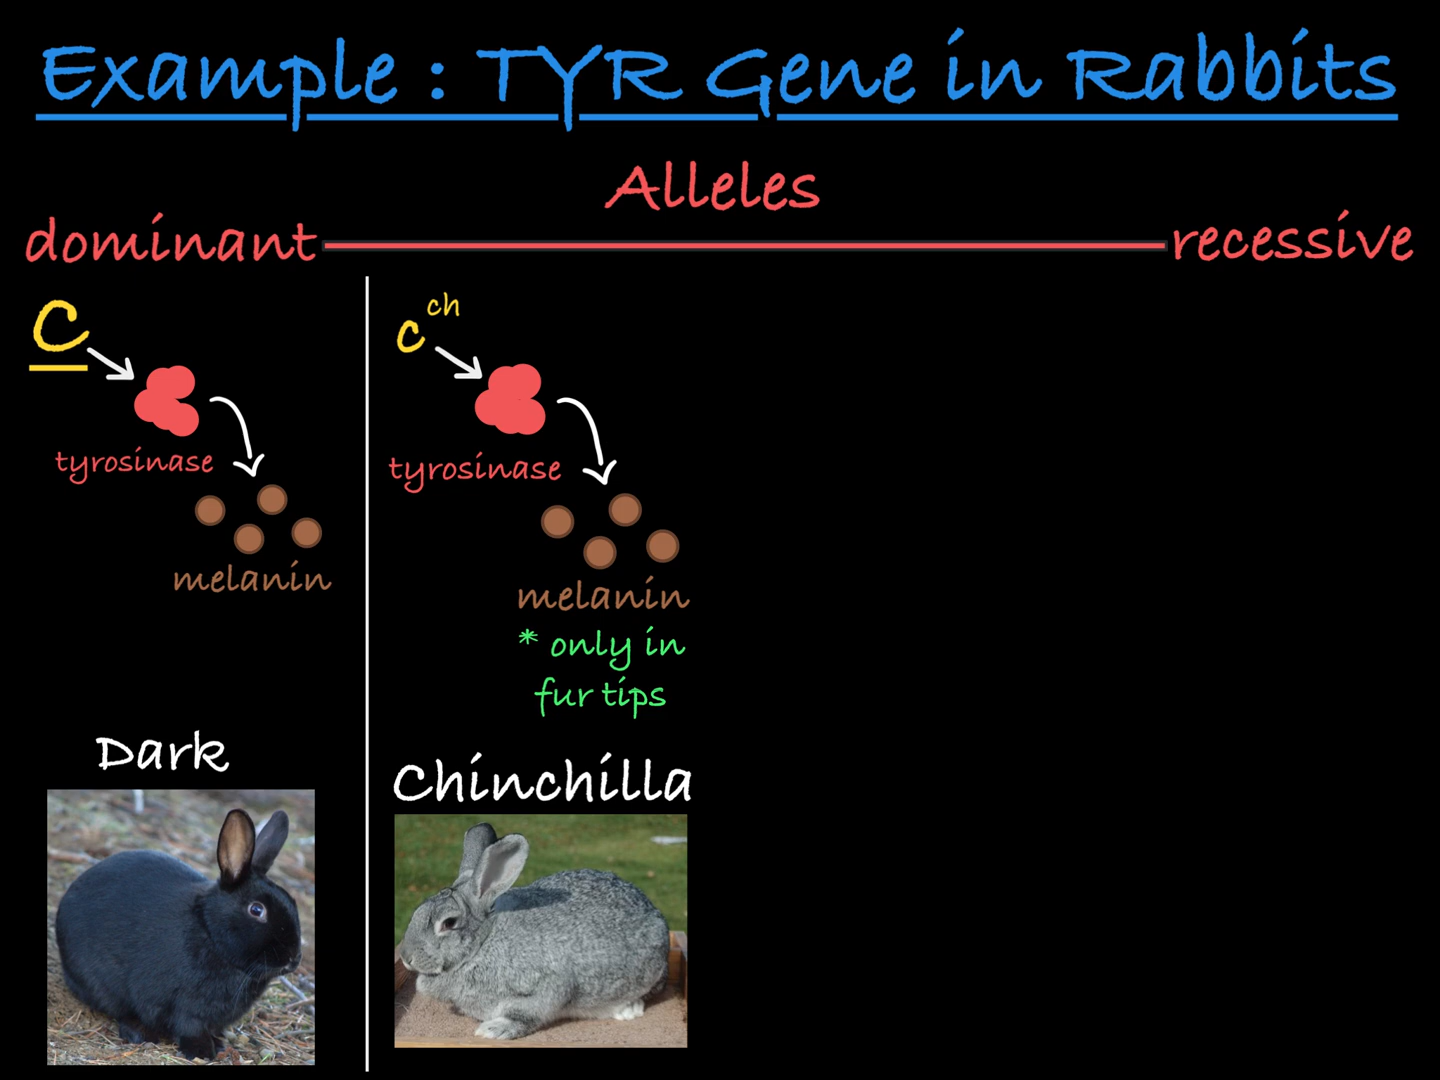 Example : TYR Gene in Rabbits
Alleles
dominant
recessive
C
tyrosinase
melanin
Dark
c^ch
tyrosinase
melanin
* only in
fur tips
Chinchilla